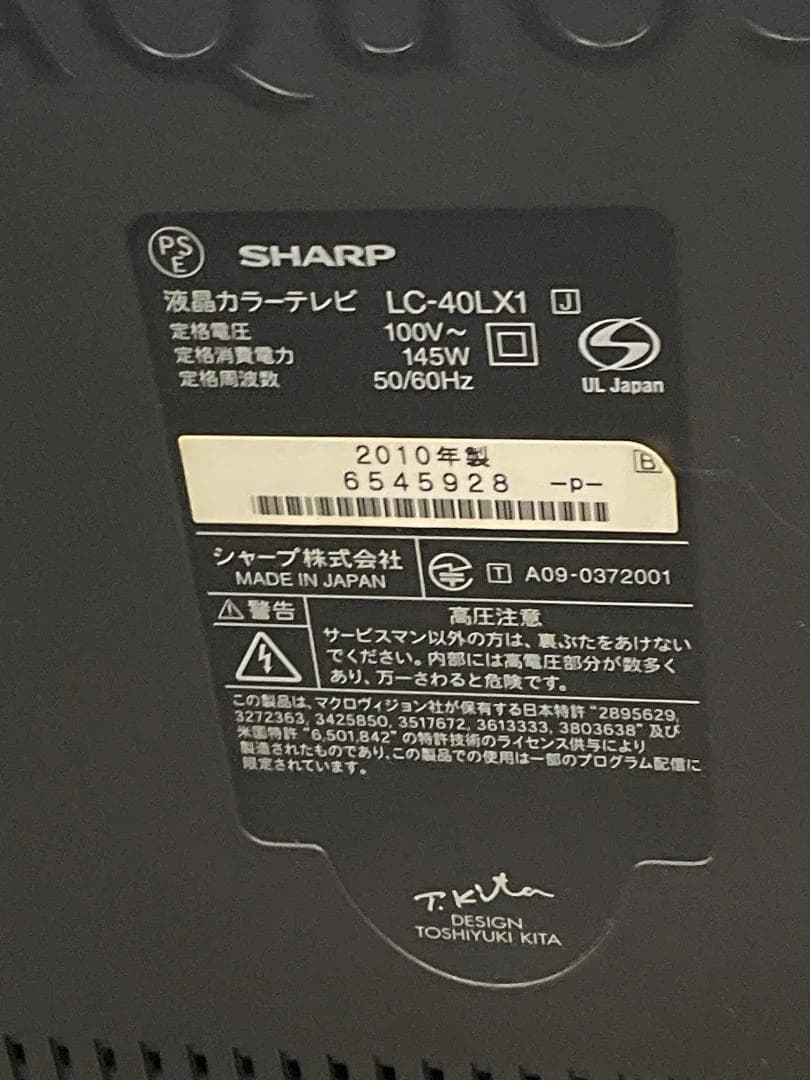 AQUOS
PSE
SHARP
液晶カラーテレビ LC-40LX1 J
定格電圧 100V～
定格消費電力 145W
定格周波数 50/60Hz
UL Japan
2010年製 B
6545928 -p-
シャープ株式会社
MADE IN JAPAN
T A09-0372001
警告
高圧注意
サービスマン以外の方は、裏ぶたをあけない
でください。内部には高電圧部分が数多く
あり、万一さわると危険です。
この製品は、マクロヴィジョン社が保有する日本特許“2895629,
3272363, 3425850, 3517672, 3613333, 3803638”及び
米国特許“6,501,842”の特許技術のライセンス供与により
製造されたものであり、この製品での使用は一部のプログラム配信に
限定されています。
T. Kita
DESIGN
TOSHIYUKI KITA